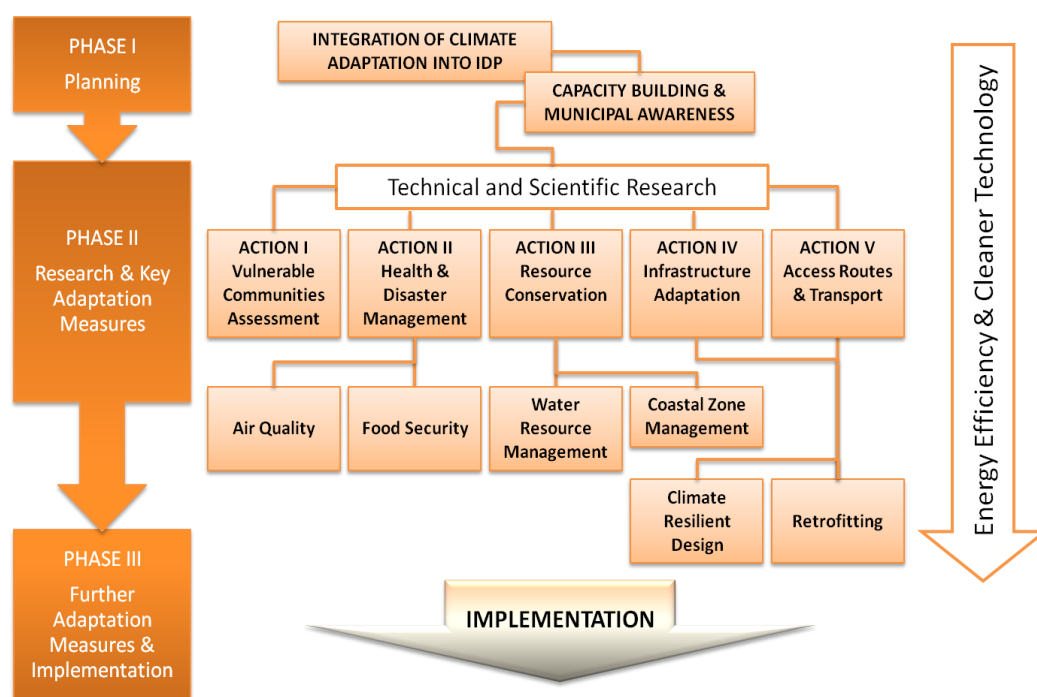 PHASE I
Planning
INTEGRATION OF CLIMATE
ADAPTATION INTO IDP
CAPACITY BUILDING &
MUNICIPAL AWARENESS
PHASE II
Research & Key
Adaptation
Measures
Technical and Scientific Research
ACTION I
Vulnerable
Communities
Assessment
ACTION II
Health &
Disaster
Management
ACTION III
Resource
Conservation
ACTION IV
Infrastructure
Adaptation
ACTION V
Access Routes
& Transport
Air Quality
Food Security
Water
Resource
Management
Coastal Zone
Management
Climate
Resilient
Design
Retrofitting
PHASE III
Further
Adaptation
Measures &
Implementation
IMPLEMENTATION
Energy Efficiency & Cleaner Technology